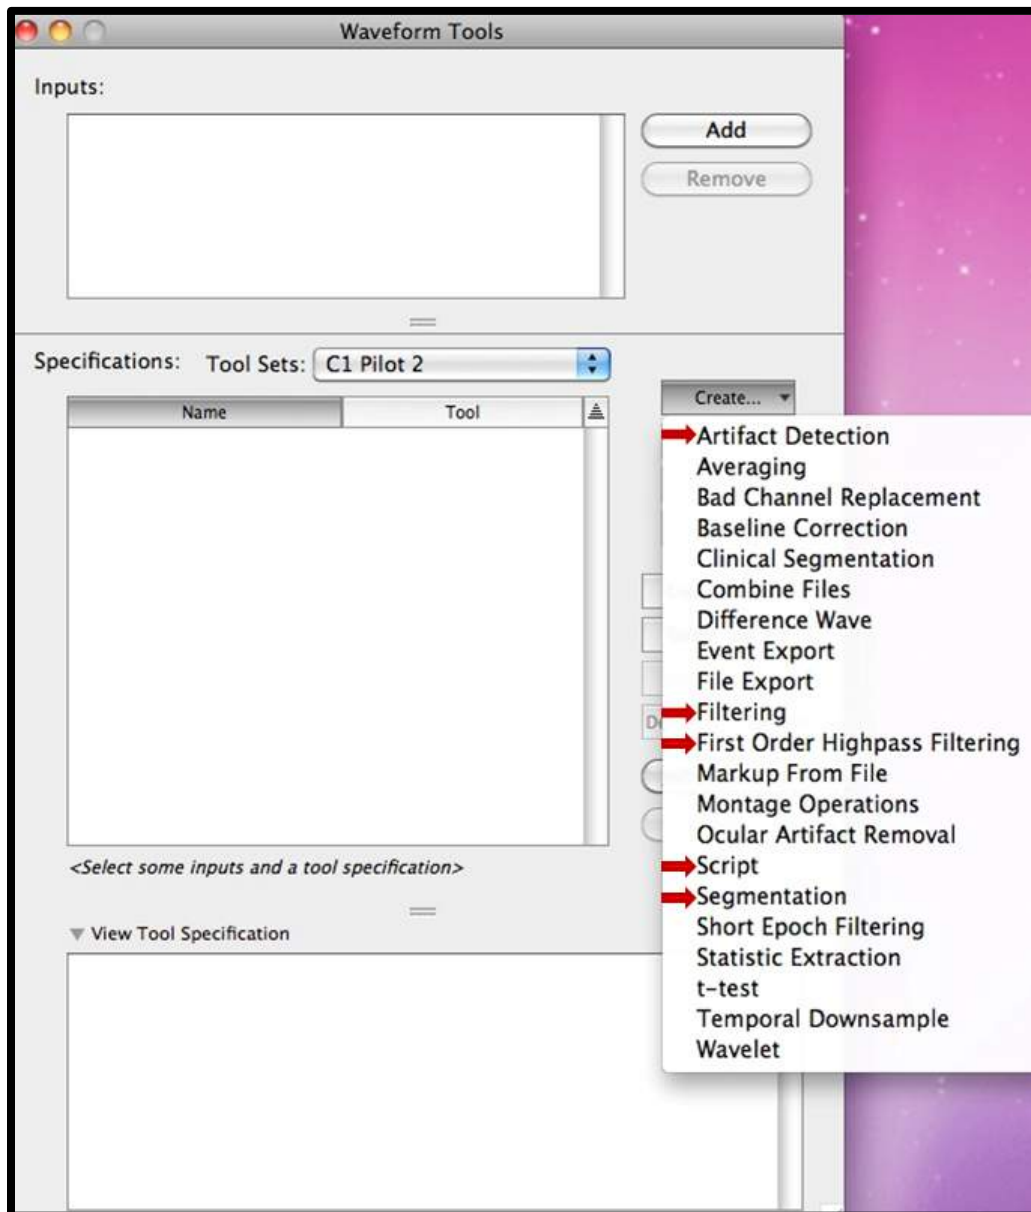 Waveform Tools
Inputs:
Add
Remove
Specifications: Tool Sets: C1 Pilot 2
Name Tool
Create...
Artifact Detection
Averaging
Bad Channel Replacement
Baseline Correction
Clinical Segmentation
Combine Files
Difference Wave
Event Export
File Export
Filtering
First Order Highpass Filtering
Markup From File
Montage Operations
Ocular Artifact Removal
Script
Segmentation
Short Epoch Filtering
Statistic Extraction
t-test
Temporal Downsample
Wavelet
<Select some inputs and a tool specification>
View Tool Specification